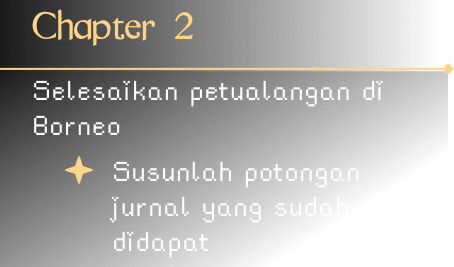 Chapter 2
Selesaikan petualangan di
Borneo
Susunlah potongan
jurnal yang sudah
didapat